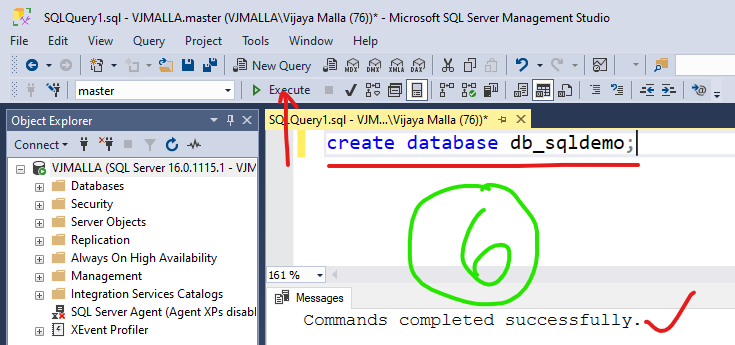 SQLQuery1.sql - VJMALLA.master (VJMALLA\Vijaya Malla (76))* - Microsoft SQL Server Management Studio
File Edit View Query Project Tools Window Help
New Query MDX DMX XMLA DAX
master Execute
Object Explorer
SQLQuery1.sql - VJM...\Vijaya Malla (76))*
Connect
create database db_sqldemo;
VJMALLA (SQL Server 16.0.1115.1 - VJM
Databases
Security
Server Objects
Replication
Always On High Availability
Management
Integration Services Catalogs
SQL Server Agent (Agent XPs disabl
XEvent Profiler
6
161 %
Messages
Commands completed successfully.